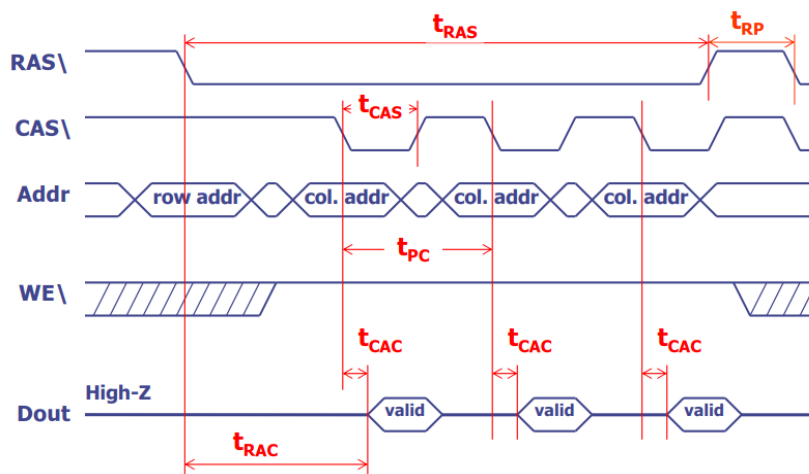 tRAS
tRP
RAS\
CAS\
tCAS
Addr
row addr
col. addr
col. addr
col. addr
tPC
WE\
tCAC
tCAC
tCAC
High-Z
Dout
valid
valid
valid
tRAC